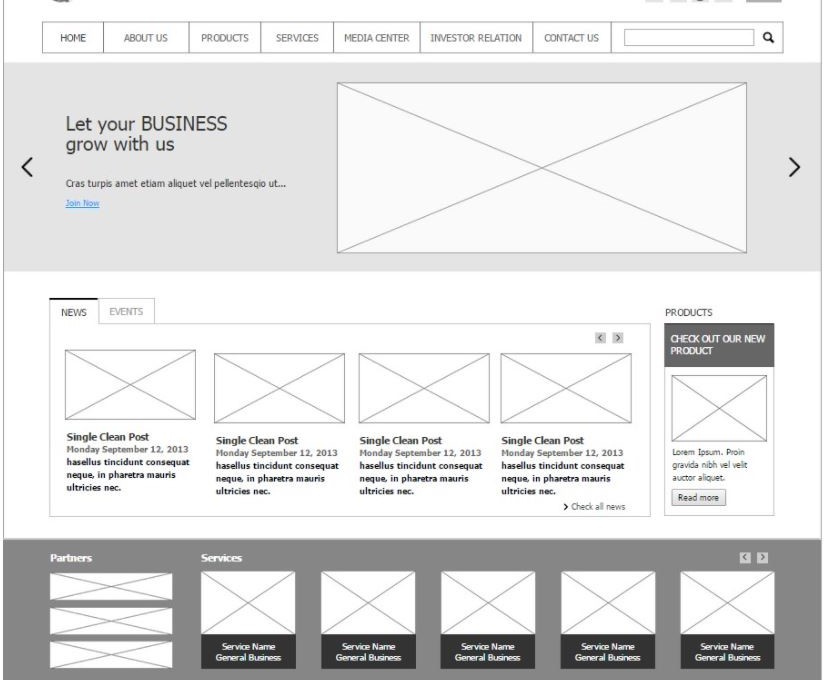 HOME ABOUT US PRODUCTS SERVICES MEDIA CENTER INVESTOR RELATION CONTACT US
Let your BUSINESS
grow with us
Cras turpis amet etiam aliquet vel pellentesqio ut...
Join Now
NEWS EVENTS
Single Clean Post
Monday September 12, 2013
hasellus tincidunt consequat
neque, in pharetra mauris
ultricies nec.
Single Clean Post
Monday September 12, 2013
hasellus tincidunt consequat
neque, in pharetra mauris
ultricies nec.
Single Clean Post
Monday September 12, 2013
hasellus tincidunt consequat
neque, in pharetra mauris
ultricies nec.
Single Clean Post
Monday September 12, 2013
hasellus tincidunt consequat
neque, in pharetra mauris
ultricies nec.
Check all news
PRODUCTS
CHECK OUT OUR NEW
PRODUCT
Lorem Ipsum. Proin
gravida nibh vel velit
auctor aliquet.
Read more
Partners
Services
Service Name
General Business
Service Name
General Business
Service Name
General Business
Service Name
General Business
Service Name
General Business